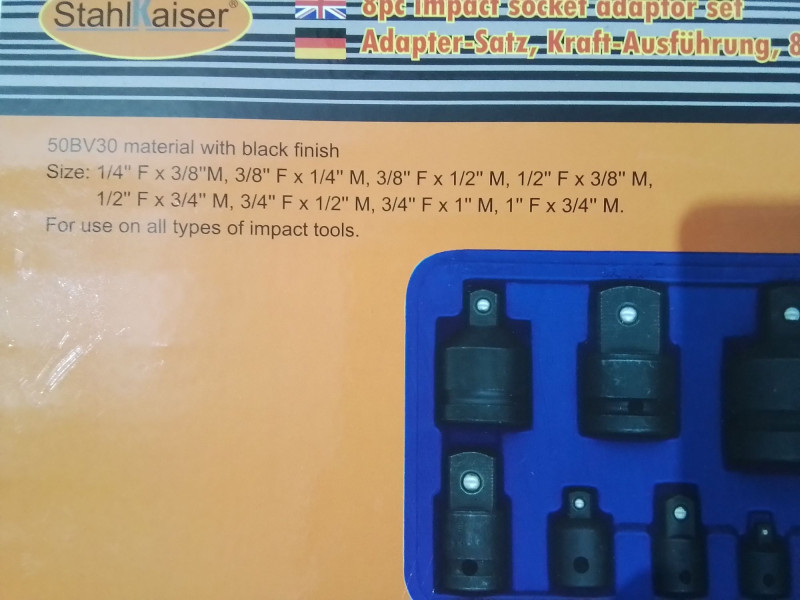 StahlKaiser®
8pc impact socket adaptor set
Adapter-Satz, Kraft-Ausführung, 8
50BV30 material with black finish
Size: 1/4" F x 3/8"M, 3/8" F x 1/4" M, 3/8" F x 1/2" M, 1/2" F x 3/8" M,
1/2" F x 3/4" M, 3/4" F x 1/2" M, 3/4" F x 1" M, 1" F x 3/4" M.
For use on all types of impact tools.